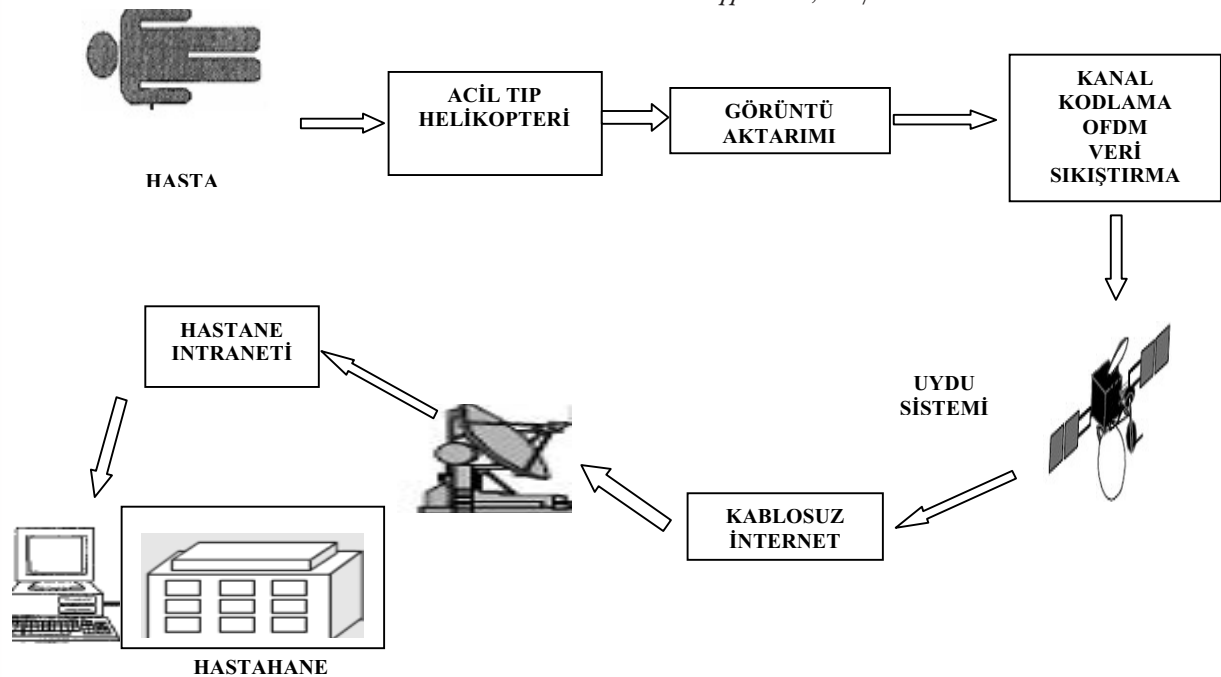 ACİL TIP
HELİKOPTERİ
GÖRÜNTÜ
AKTARIMI
KANAL
KODLAMA
OFDM
VERİ
SIKIŞTIRMA
HASTA
HASTANE
INTRANETİ
UYDU
SİSTEMİ
KABLOSUZ
İNTERNET
HASTAHANE